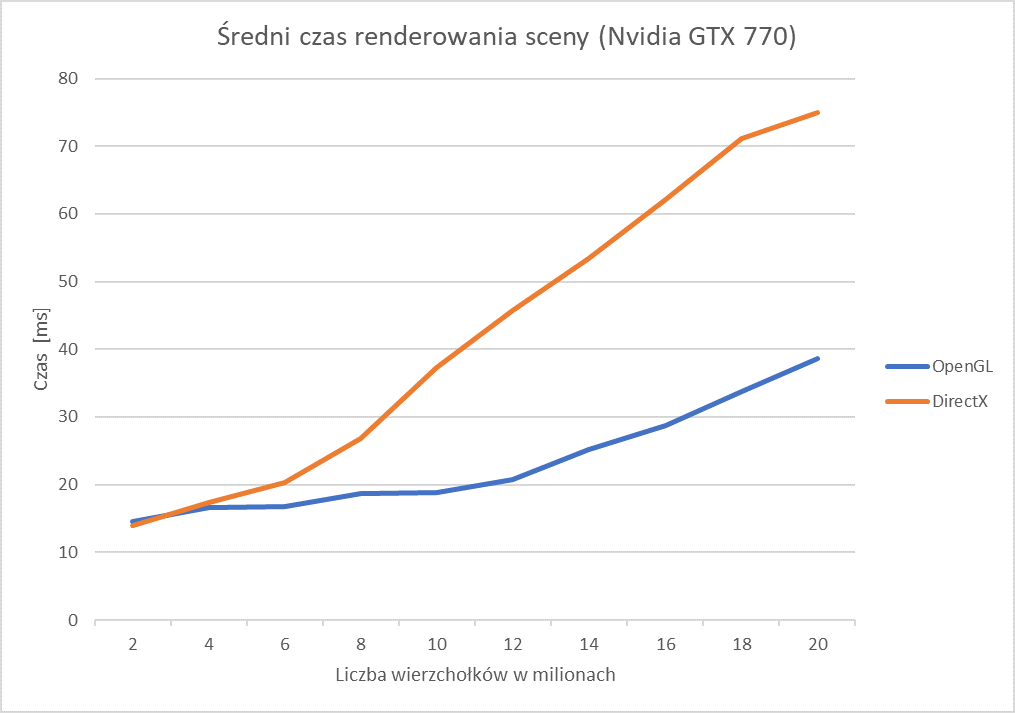 Średni czas renderowania sceny (Nvidia GTX 770)
80
70
60
50
40
30
20
10
0
Czas [ms]
2 4 6 8 10 12 14 16 18 20
Liczba wierzchołków w milionach
OpenGL
DirectX